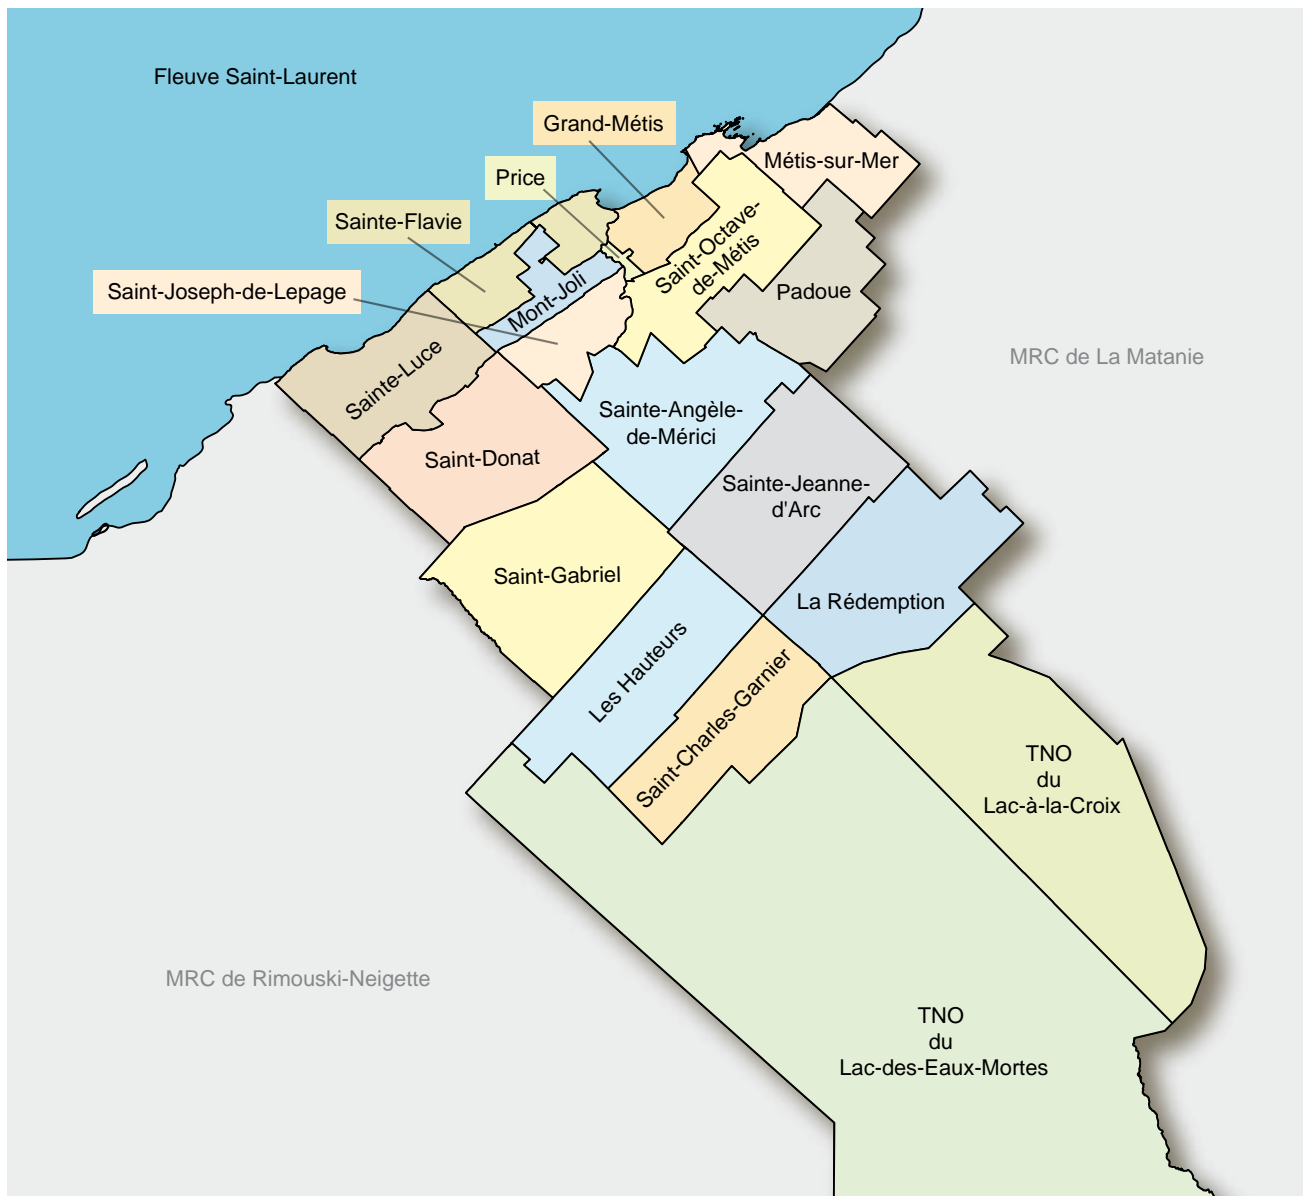 Fleuve Saint-Laurent
Grand-Métis
Métis-sur-Mer
Price
Sainte-Flavie
Saint-Octave-
de-Métis
Saint-Joseph-de-Lepage
Mont-Joli
Padoue
MRC de La Matanie
Sainte-Luce
Sainte-Angèle-
de-Mérici
Saint-Donat
Sainte-Jeanne-
d'Arc
Saint-Gabriel
La Rédemption
Les Hauteurs
Saint-Charles-Garnier
TNO
du
Lac-à-la-Croix
MRC de Rimouski-Neigette
TNO
du
Lac-des-Eaux-Mortes